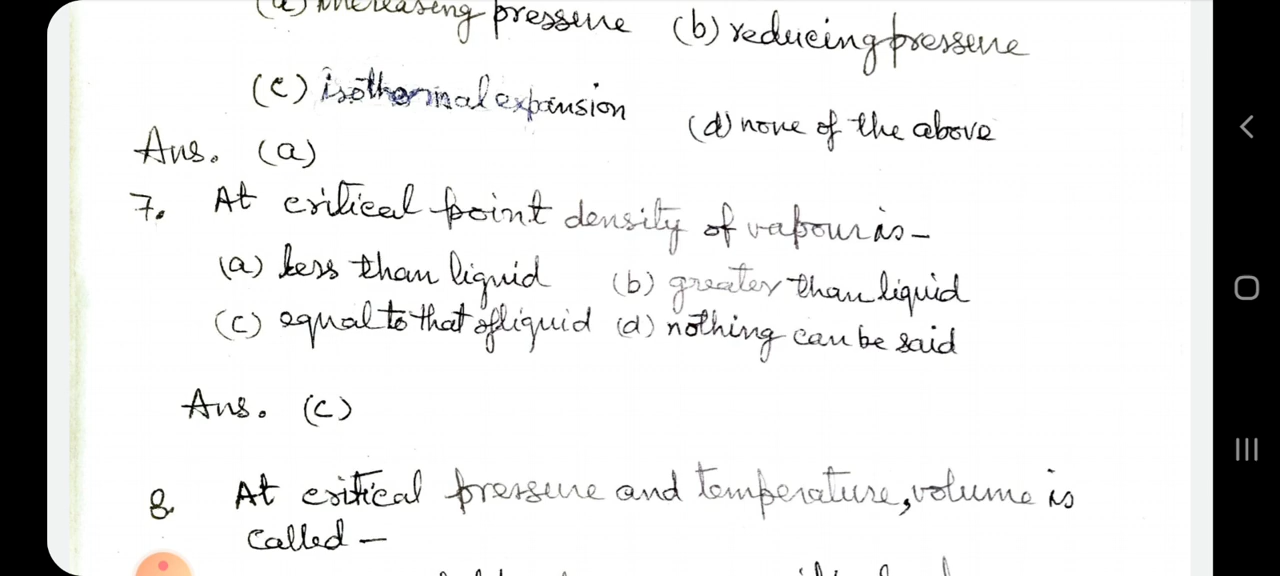 (a) increasing pressure (b) reducing pressure
(c) isothermal expansion (d) none of the above
Ans. (a)
7. At critical point density of vapour is-
(a) less than liquid (b) greater than liquid
(c) equal to that of liquid (d) nothing can be said
Ans. (c)
8. At critical pressure and temperature, volume is
called -